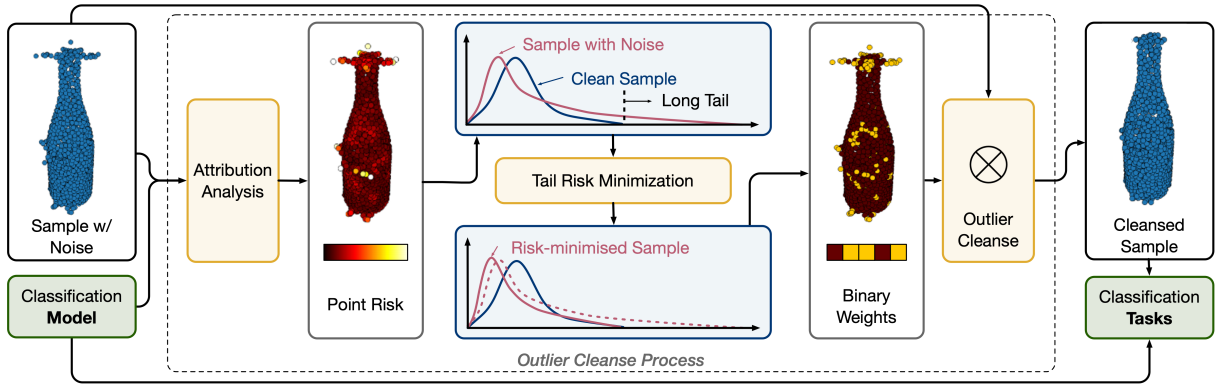 Sample w/
Noise
Classification
Model
Attribution
Analysis
Point Risk
Sample with Noise
Clean Sample
Long Tail
Tail Risk Minimization
Risk-minimised Sample
Binary
Weights
Outlier
Cleanse
Outlier Cleanse Process
Cleansed
Sample
Classification
Tasks